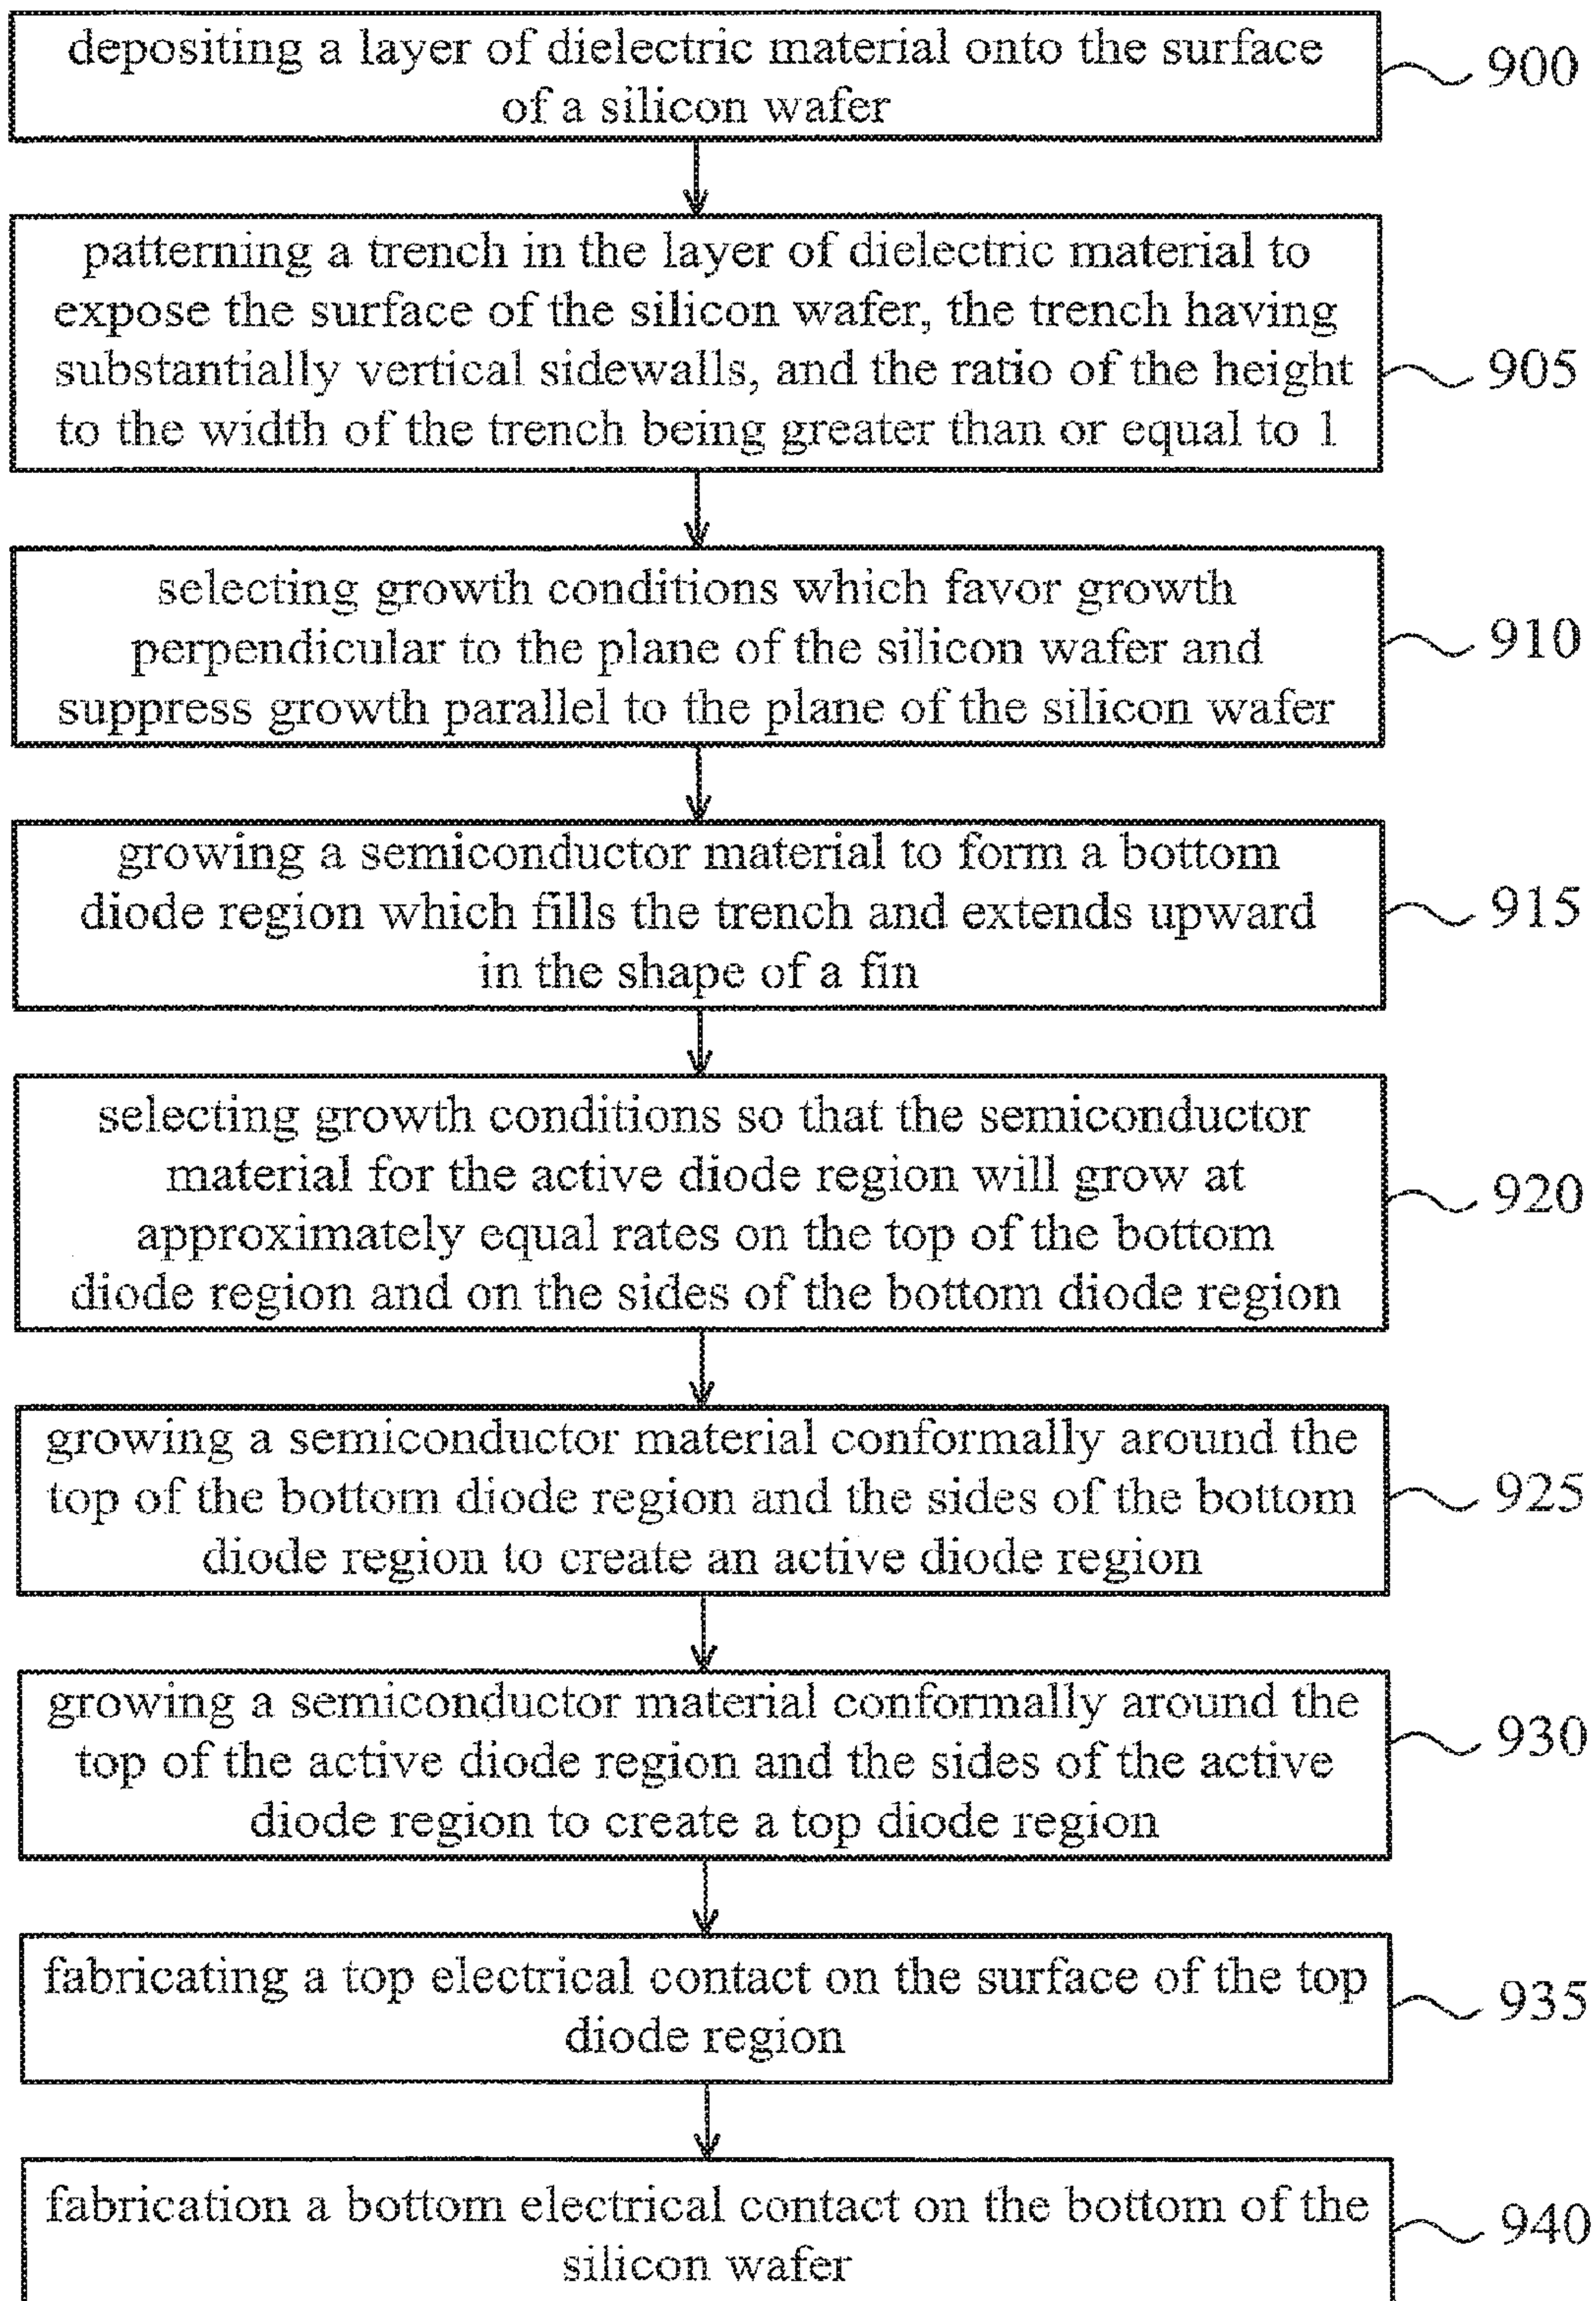 depositing a layer of dielectric material onto the surface
of a silicon wafer
900
patterning a trench in the layer of dielectric material to
expose the surface of the silicon wafer, the trench having
substantially vertical sidewalls, and the ratio of the height
to the width of the trench being greater than or equal to 1
905
selecting growth conditions which favor growth
perpendicular to the plane of the silicon wafer and
suppress growth parallel to the plane of the silicon wafer
910
growing a semiconductor material to form a bottom
diode region which fills the trench and extends upward
in the shape of a fin
915
selecting growth conditions so that the semiconductor
material for the active diode region will grow at
approximately equal rates on the top of the bottom
diode region and on the sides of the bottom diode region
920
growing a semiconductor material conformally around the
top of the bottom diode region and the sides of the bottom
diode region to create an active diode region
925
growing a semiconductor material conformally around the
top of the active diode region and the sides of the active
diode region to create a top diode region
930
fabricating a top electrical contact on the surface of the top
diode region
935
fabrication a bottom electrical contact on the bottom of the
silicon wafer
940